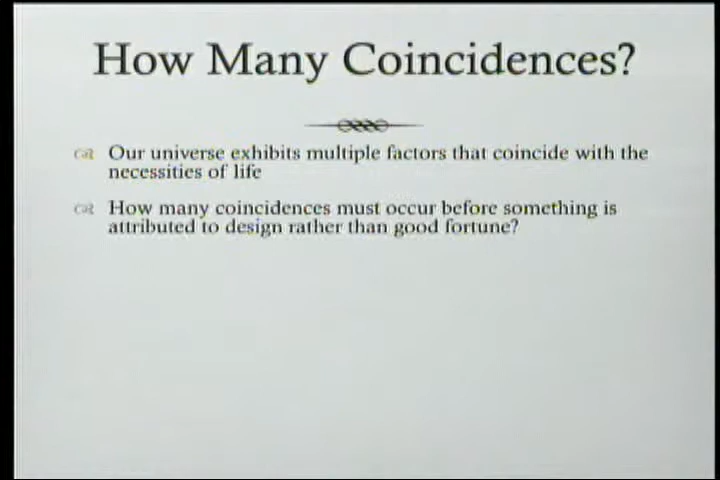 How Many Coincidences?
Our universe exhibits multiple factors that coincide with the
necessities of life
How many coincidences must occur before something is
attributed to design rather than good fortune?